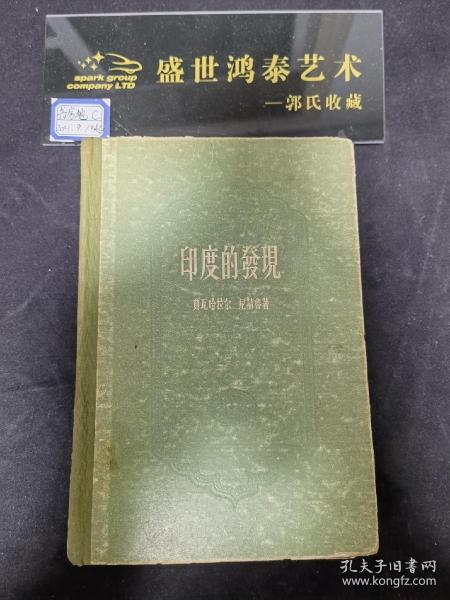 spark group
company LTD
盛世鸿泰艺术
—郭氏收藏
印度的發現
賈瓦哈拉尔·尼赫魯著
孔夫子旧书网
www.kongfz.com